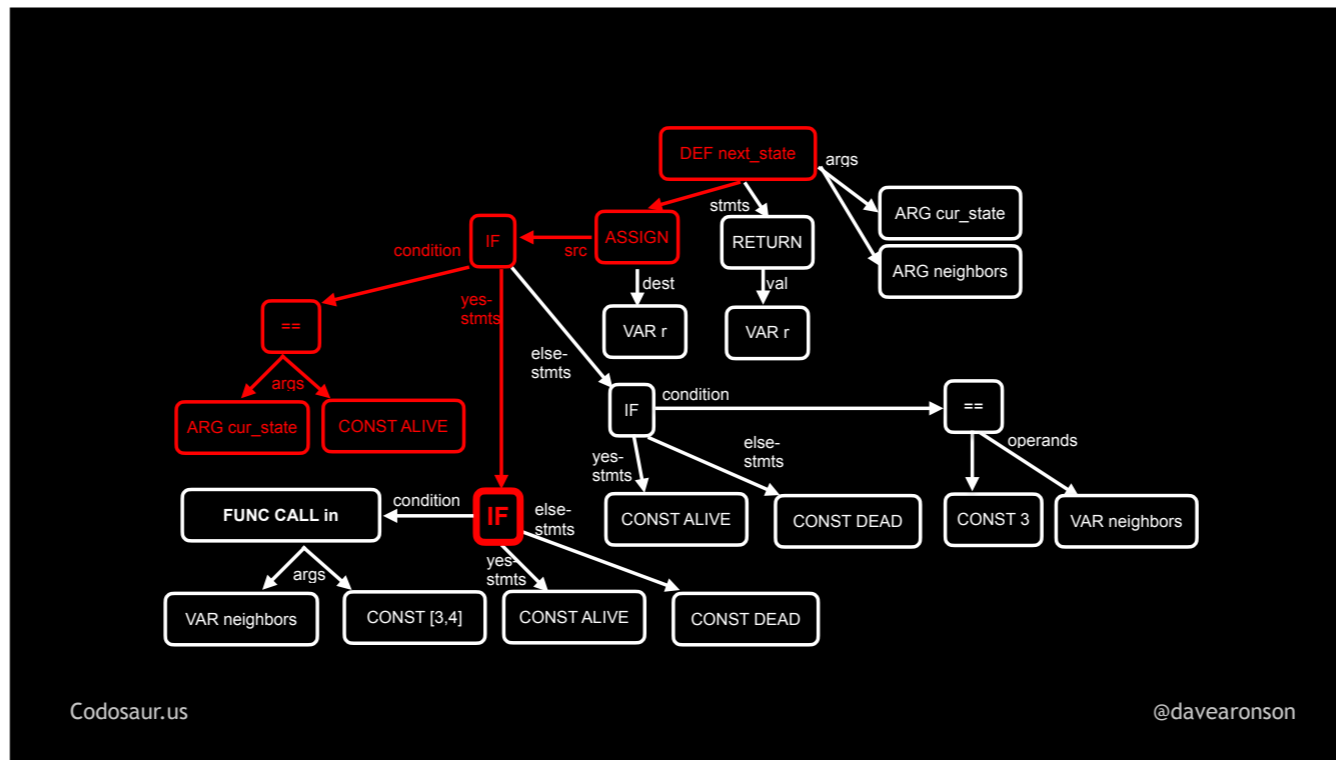 DEF next_state
args
ARG cur_state
stmts
ASSIGN
RETURN
IF
condition
src
ARG neighbors
dest
val
yes-
stmts
==
VAR r
VAR r
else-
stmts
args
IF
condition
==
ARG cur_state
CONST ALIVE
operands
yes-
stmts
else-
stmts
FUNC CALL in
condition
IF
else-
stmts
CONST ALIVE
CONST DEAD
CONST 3
VAR neighbors
args
yes-
stmts
VAR neighbors
CONST [3,4]
CONST ALIVE
CONST DEAD
Codosaur.us
@davearonson